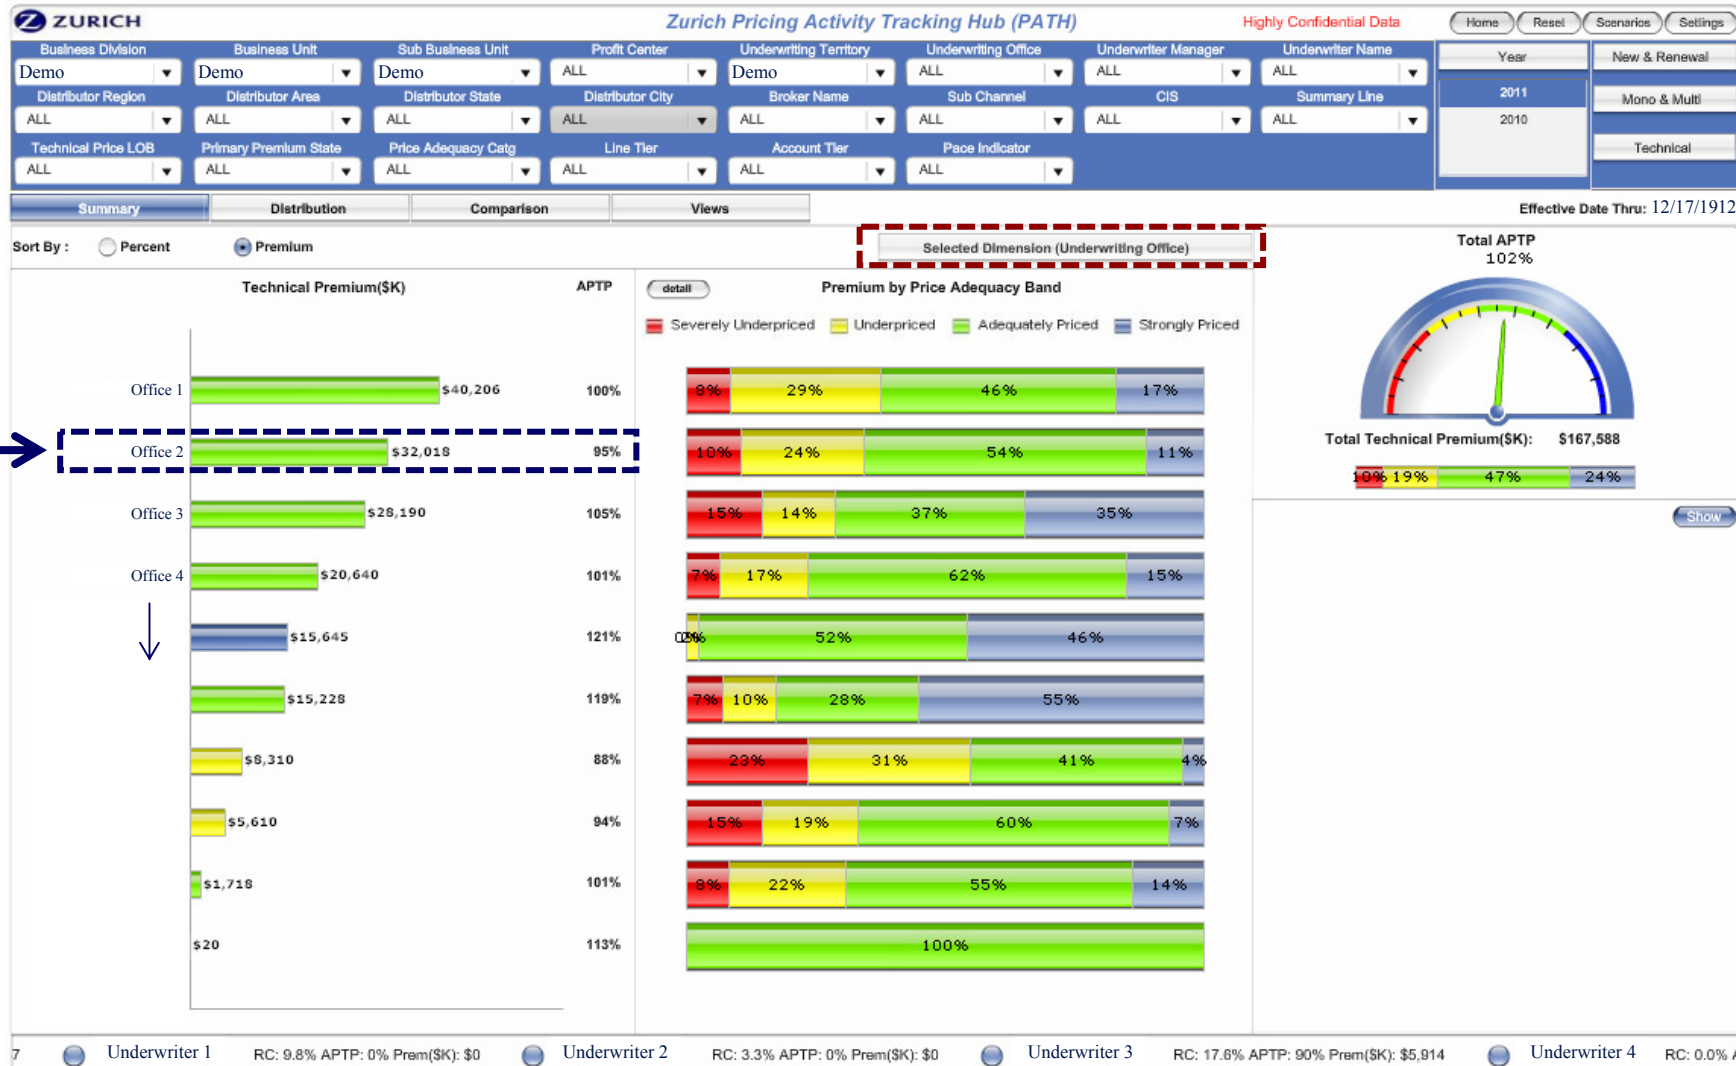 ZURICH Zurich Pricing Activity Tracking Hub (PATH) Highly Confidential Data Home Reset Scenarios Settings
Business Division Business Unit Sub Business Unit Profit Center Underwriting Territory Underwriting Office Underwriter Manager Underwriter Name Year New & Renewal
Demo Demo Demo ALL Demo ALL ALL ALL
Distributor Region Distributor Area Distributor State Distributor City Broker Name Sub Channel CIS Summary Line 2011 Mono & Multi
ALL ALL ALL ALL ALL ALL ALL ALL 2010
Technical Price LOB Primary Premium State Price Adequacy Catg Line Tier Account Tier Pace Indicator Technical
ALL ALL ALL ALL ALL ALL
Summary Distribution Comparison Views Effective Date Thru: 12/17/1912
Sort By : Percent Premium Selected Dimension (Underwriting Office) Total APTP
102%
Technical Premium($K) APTP detail Premium by Price Adequacy Band
Severely Underpriced Underpriced Adequately Priced Strongly Priced
Office 1 $40,206 100% 8% 29% 46% 17%
Total Technical Premium($K): $167,588
Office 2 $32,018 95% 10% 24% 54% 11%
10% 19% 47% 24%
Office 3 $28,190 105% 15% 14% 37% 35%
Show
Office 4 $20,640 101% 7% 17% 62% 15%
$15,645 121% 52% 46%
$15,228 119% 7% 10% 28% 55%
$8,310 88% 23% 31% 41% 4%
$5,610 94% 15% 19% 60% 7%
$1,718 101% 8% 22% 55% 14%
$20 113% 100%
7 Underwriter 1 RC: 9.8% APTP: 0% Prem($K): $0 Underwriter 2 RC: 3.3% APTP: 0% Prem($K): $0 Underwriter 3 RC: 17.6% APTP: 90% Prem($K): $5,914 Underwriter 4 RC: 0.0%